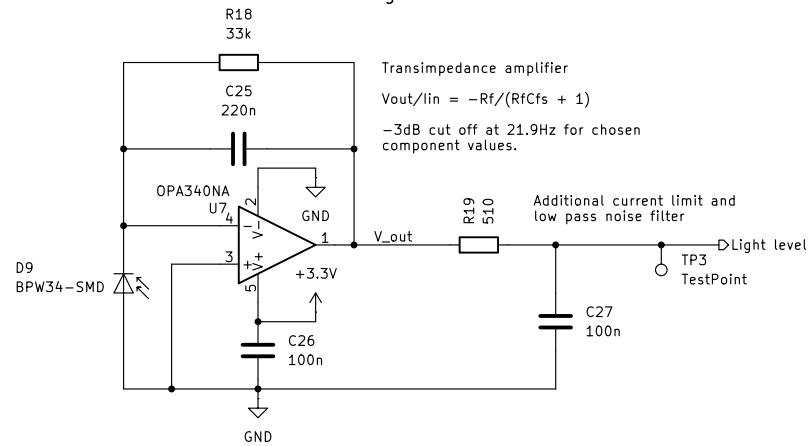 R18
33k
C25
220n
Transimpedance amplifier
Vout/Iin = -Rf/(RfCfs + 1)
-3dB cut off at 21.9Hz for chosen
component values.
OPA340NA
U7
2
V-
GND
4
-
3
+
V+
5
1
V_out
+3.3V
R19
510
Additional current limit and
low pass noise filter
Light level
TP3
TestPoint
D9
BPW34-SMD
C26
100n
C27
100n
GND